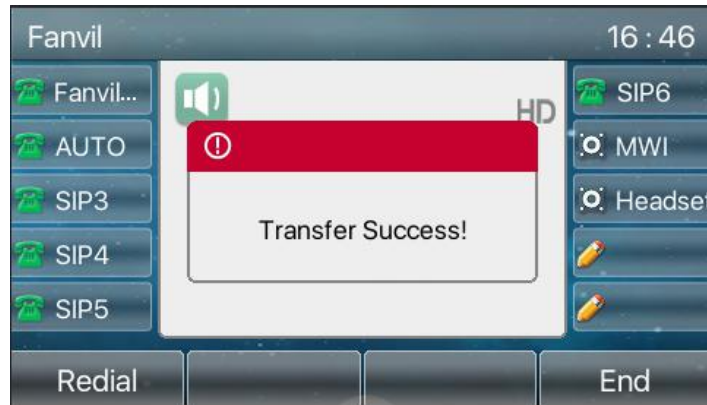 Fanvil
16 : 46
Fanvil...
AUTO
SIP3
SIP4
SIP5
HD
Transfer Success!
SIP6
MWI
Headset
Redial
End